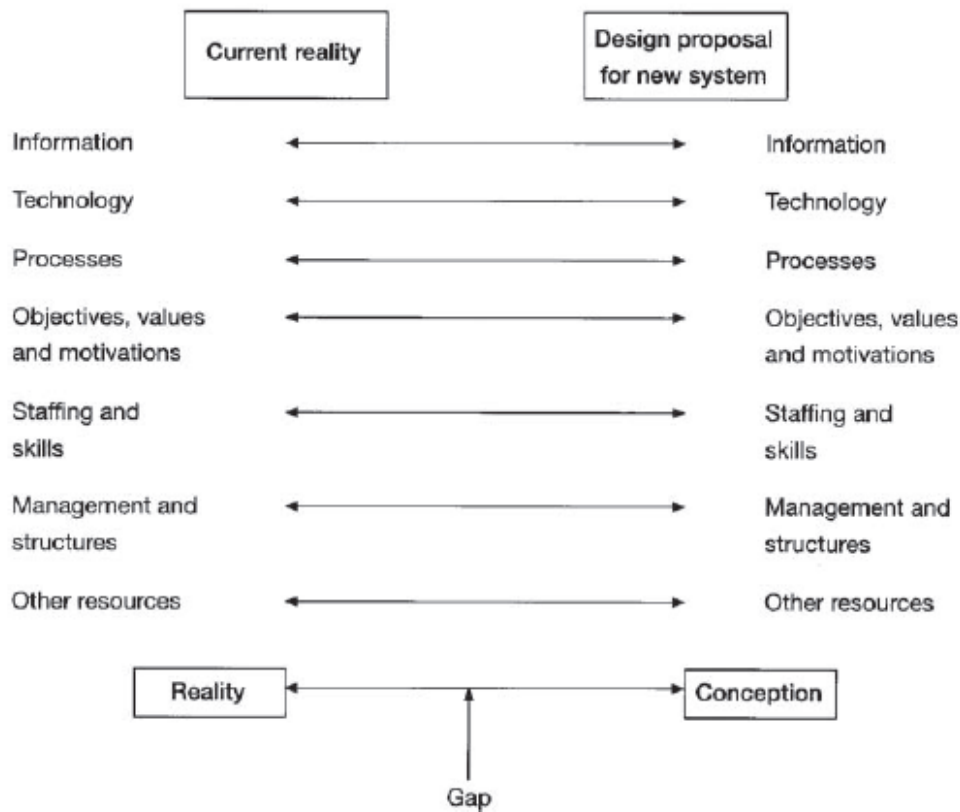 Current reality
Design proposal
for new system
Information
Information
Technology
Technology
Processes
Processes
Objectives, values
and motivations
Objectives, values
and motivations
Staffing and
skills
Staffing and
skills
Management and
structures
Management and
structures
Other resources
Other resources
Reality
Conception
Gap